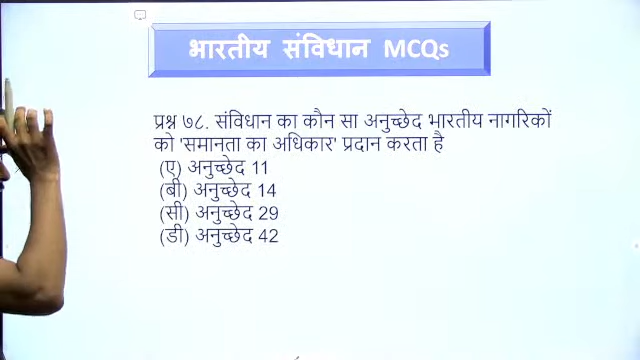 भारतीय संविधान MCQs
प्रश्न ७८. संविधान का कौन सा अनुच्छेद भारतीय नागरिकों
को 'समानता का अधिकार' प्रदान करता है
(ए) अनुच्छेद 11
(बी) अनुच्छेद 14
(सी) अनुच्छेद 29
(डी) अनुच्छेद 42